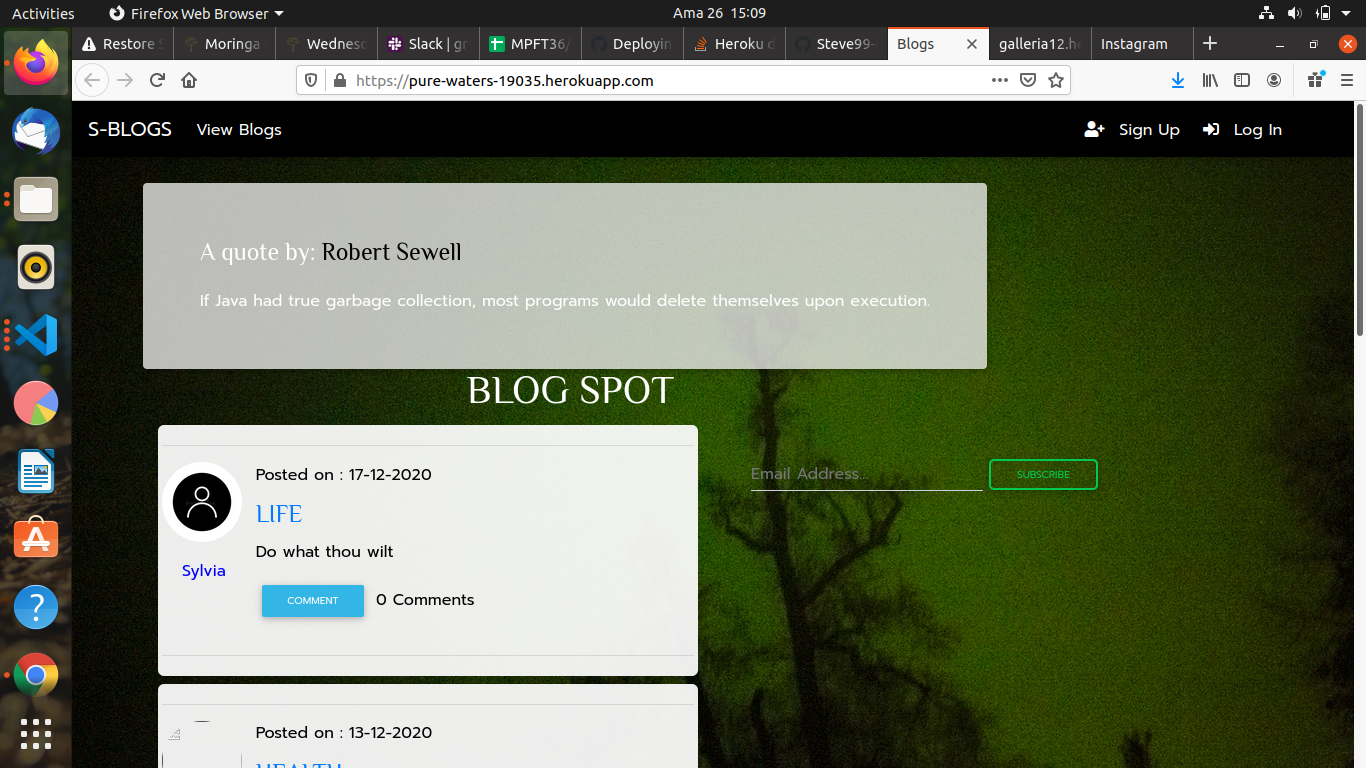 Activities Firefox Web Browser Ama 26 15:09
Restore S Moringa Wednesd Slack | gr MPFT36/ Deployin Heroku d Steve99- Blogs galleria12.he Instagram
https://pure-waters-19035.herokuapp.com
S-BLOGS View Blogs Sign Up Log In
A quote by: Robert Sewell
If Java had true garbage collection, most programs would delete themselves upon execution.
BLOG SPOT
Posted on : 17-12-2020
Email Address...
SUBSCRIBE
LIFE
Do what thou wilt
Sylvia
COMMENT 0 Comments
Posted on : 13-12-2020
HEALTH